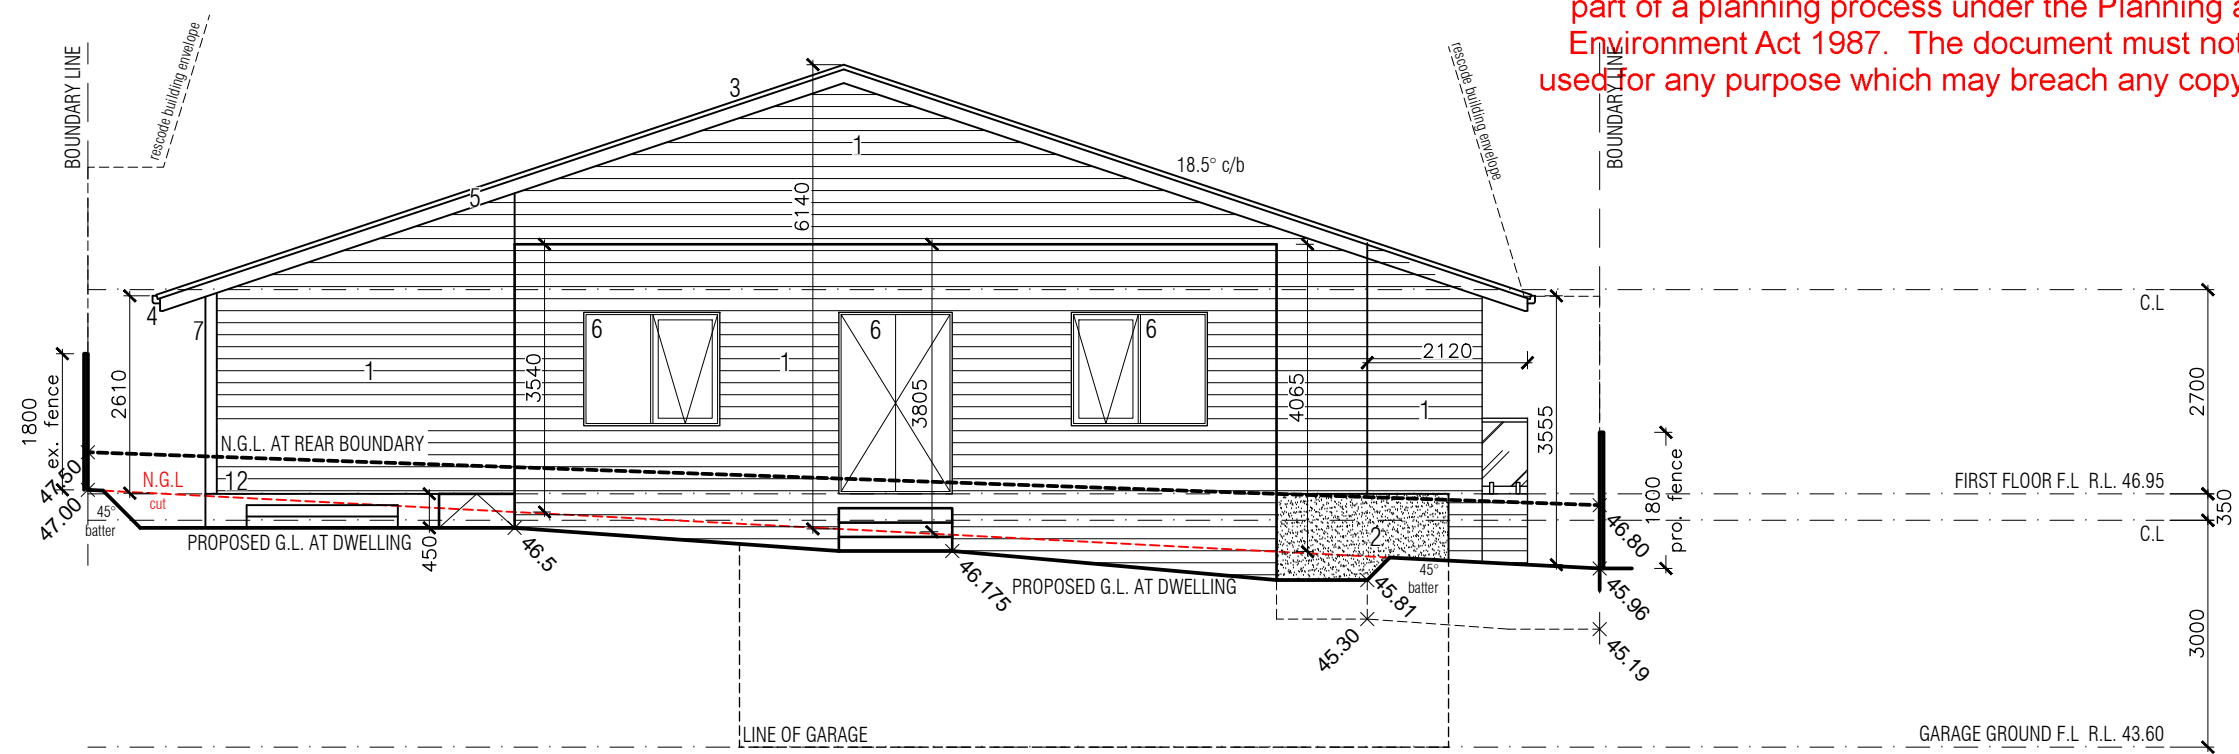 part of a planning process under the Planning a
Environment Act 1987. The document must not
used for any purpose which may breach any copy
BOUNDARY LINE
rescode building envelope
rescode building envelope
BOUNDARY LINE
3
1
18.5° c/b
5
6140
C.L
4
7
6
6
6
1
1
1
2120
1800
ex. fence
2610
3540
3805
4065
3555
2700
N.G.L. AT REAR BOUNDARY
47.50
N.G.L
cut
12
47.00
45°
batter
PROPOSED G.L. AT DWELLING
450
46.5
46.175
PROPOSED G.L. AT DWELLING
2
45°
batter
45.81
45.30
46.80
45.96
45.19
1800
pro. fence
FIRST FLOOR F.L R.L. 46.95
350
C.L
3000
LINE OF GARAGE
GARAGE GROUND F.L R.L. 43.60